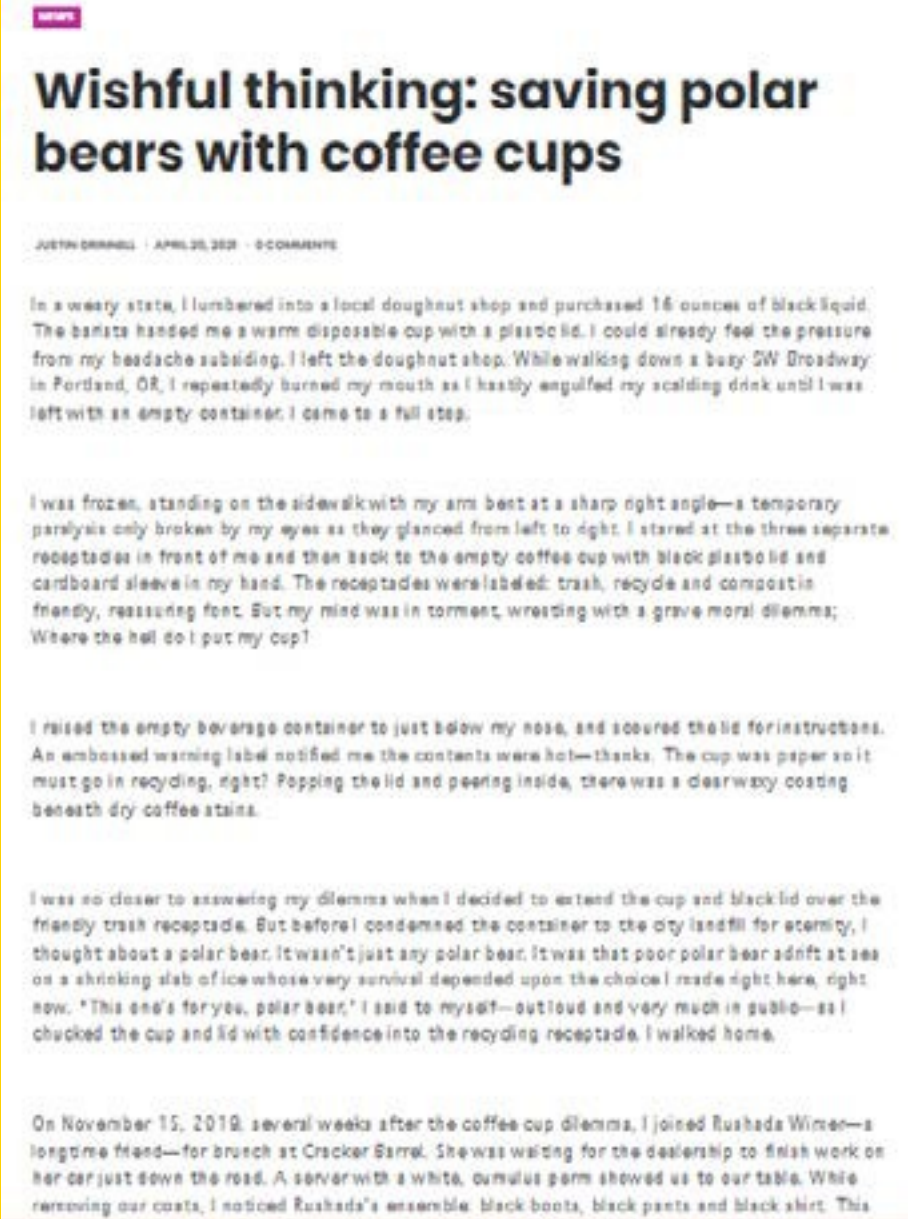 NEWS
Wishful thinking: saving polar
bears with coffee cups
JUSTIN GRINNELL · APRIL 20, 2021 · 0 COMMENTS
In a weary state, I lumbered into a local doughnut shop and purchased 16 ounces of black liquid.
The barista handed me a warm disposable cup with a plastic lid. I could already feel the pressure
from my headache subsiding. I left the doughnut shop. While walking down a busy SW Broadway
in Portland, OR, I repeatedly burned my mouth as I hastily engulfed my scalding drink until I was
left with an empty container. I came to a full stop.
I was frozen, standing on the sidewalk with my arm bent at a sharp right angle—a temporary
paralysis only broken by my eyes as they glanced from left to right. I stared at the three separate
receptacles in front of me and then back to the empty coffee cup with black plastic lid and
cardboard sleeve in my hand. The receptacles were labeled: trash, recycle and compost in
friendly, reassuring font. But my mind was in torment, wrestling with a grave moral dilemma;
Where the hell do I put my cup?
I raised the empty beverage container to just below my nose, and scoured the lid for instructions.
An embossed warning label notified me the contents were hot—thanks. The cup was paper so it
must go in recycling, right? Popping the lid and peering inside, there was a clear waxy coating
beneath dry coffee stains.
I was no closer to answering my dilemma when I decided to extend the cup and black lid over the
friendly trash receptacle. But before I condemned the container to the city landfill for eternity, I
thought about a polar bear. It wasn't just any polar bear. It was that poor polar bear adrift at sea
on a shrinking slab of ice whose very survival depended upon the choice I made right here, right
now. "This one's for you, polar bear," I said to myself—out loud and very much in public—as I
chucked the cup and lid with confidence into the recycling receptacle. I walked home.
On November 15, 2019, several weeks after the coffee cup dilemma, I joined Rushada Wimer—a
longtime friend—for brunch at Cracker Barrel. She was waiting for the dealership to finish work on
her car just down the road. A server with a white, cumulus perm showed us to our table. While
removing our coats, I noticed Rushada's ensemble: black boots, black pants and black shirt. This